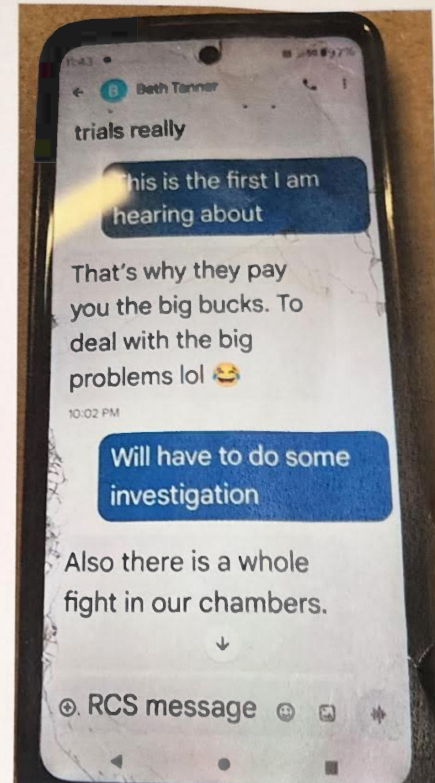 11:43
B Beth Tanner
trials really
This is the first I am
hearing about
That's why they pay
you the big bucks. To
deal with the big
problems lol 😂
10:02 PM
Will have to do some
investigation
Also there is a whole
fight in our chambers.
RCS message